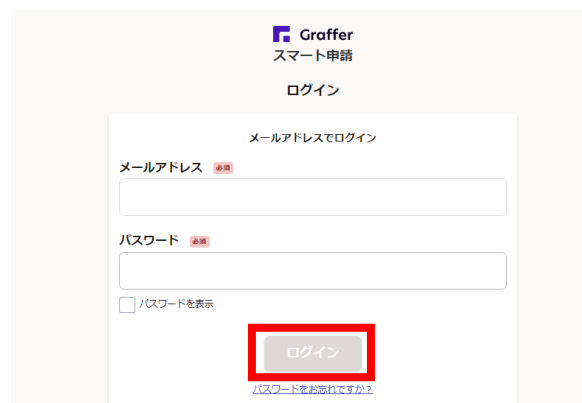 Graffer
スマート申請
ログイン
メールアドレスでログイン
メールアドレス 必須
パスワード 必須
パスワードを表示
ログイン
パスワードをお忘れですか？